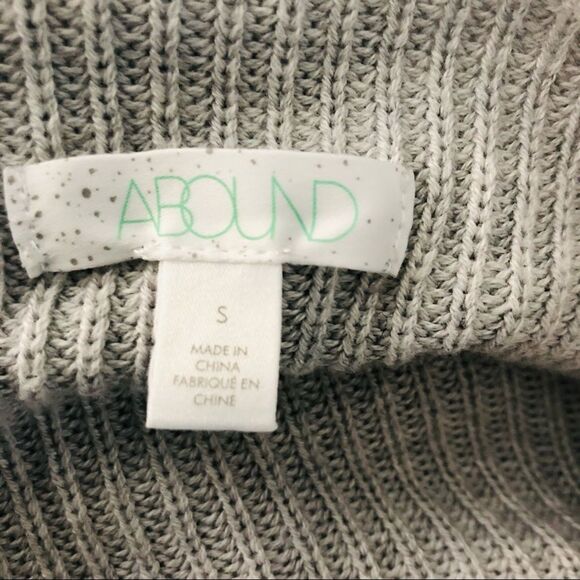 ABOUND
S
MADE IN
CHINA
FABRIQUÉ EN
CHINE